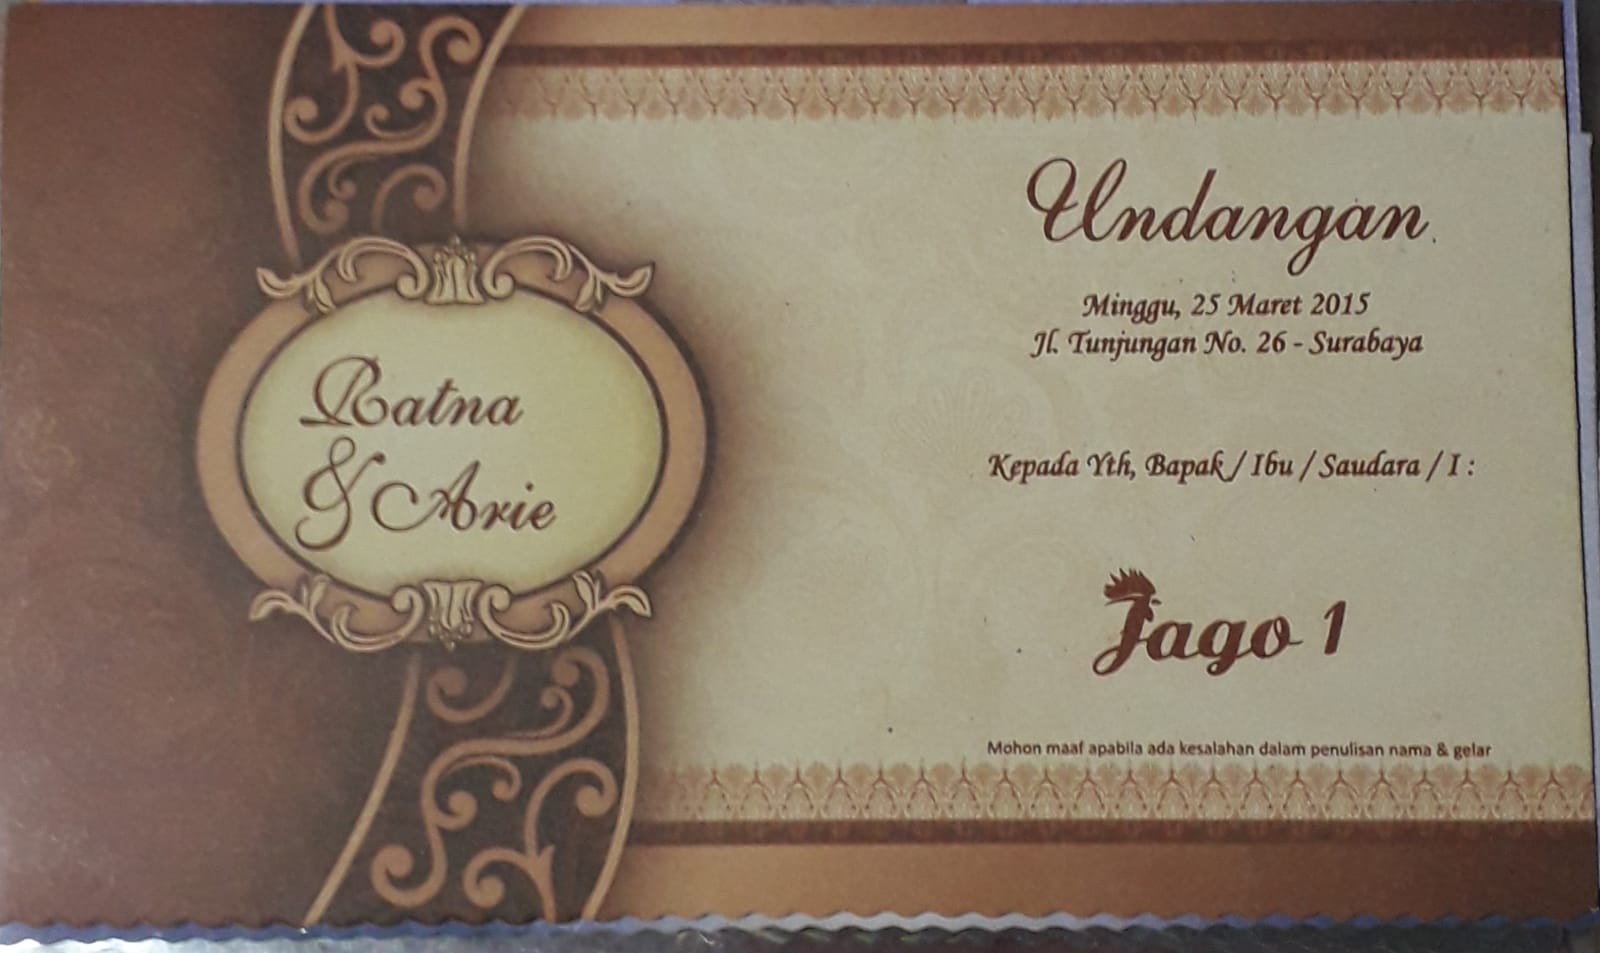 Ratna
& Arie
Undangan
Minggu, 25 Maret 2015
Jl. Tunjungan No. 26 - Surabaya
Kepada Yth, Bapak / Ibu / Saudara / I :
Jago 1
Mohon maaf apabila ada kesalahan dalam penulisan nama & gelar